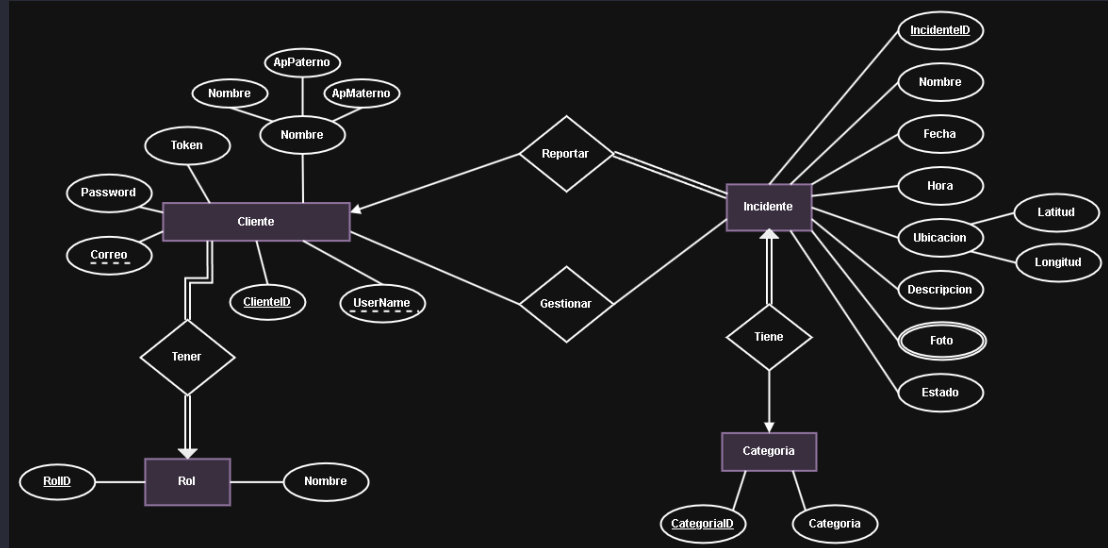 IncidenteID
ApPaterno
Nombre
ApMaterno
Nombre
Nombre
Token
Reportar
Fecha
Password
Hora
Incidente
Cliente
Latitud
Ubicacion
Correo
Longitud
ClienteID
UserName
Gestionar
Descripcion
Tiene
Foto
Tener
Estado
Categoria
RollD
Rol
Nombre
CategoriaID
Categoria